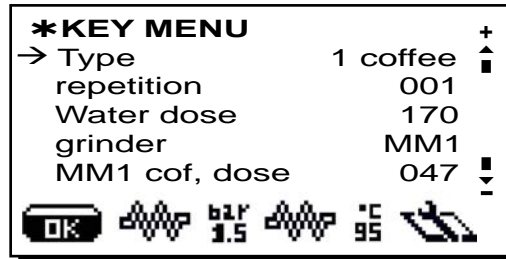 *KEY MENU
+
→ Type 1 coffee
repetition 001
Water dose 170
grinder MM1
MM1 cof, dose 047
-
OK bar 1.5 °C 95